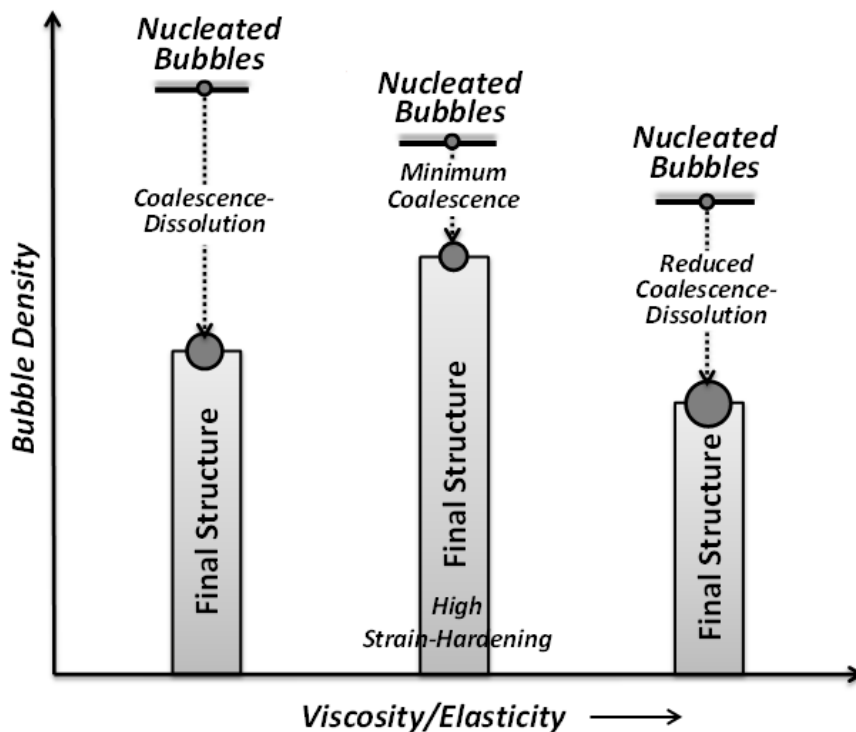 Nucleated
Bubbles
Nucleated
Bubbles
Nucleated
Bubbles
Coalescence-
Dissolution
Minimum
Coalescence
Reduced
Coalescence-
Dissolution
Bubble Density
Final Structure
Final Structure
Final Structure
High
Strain-Hardening
Viscosity/Elasticity